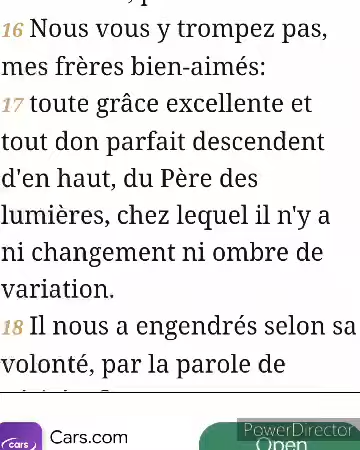 16 Nous vous y trompez pas,
mes frères bien-aimés:
17 toute grâce excellente et
tout don parfait descendent
d'en haut, du Père des
lumières, chez lequel il n'y a
ni changement ni ombre de
variation.
18 Il nous a engendrés selon sa
volonté, par la parole de
cars
Cars.com
PowerDirector
Open